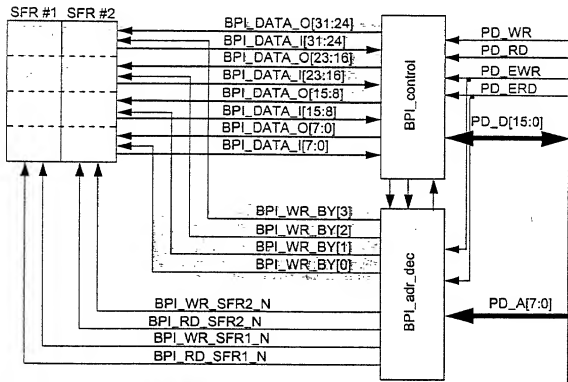 SFR #1 SFR #2
BPI_DATA_O[31:24]
BPI_DATA_I[31:24]
BPI_DATA_O[23:16]
BPI_DATA_I[23:16]
BPI_DATA_O[15:8]
BPI_DATA_I[15:8]
BPI_DATA_O[7:0]
BPI_DATA_I[7:0]
BPI_control
PD_WR
PD_RD
PD_EWR
PD_ERD
PD_D[15:0]
BPI_WR_BY[3]
BPI_WR_BY[2]
BPI_WR_BY[1]
BPI_WR_BY[0]
BPI_WR_SFR2_N
BPI_RD_SFR2_N
BPI_WR_SFR1_N
BPI_RD_SFR1_N
BPI_adr_dec
PD_A[7:0]